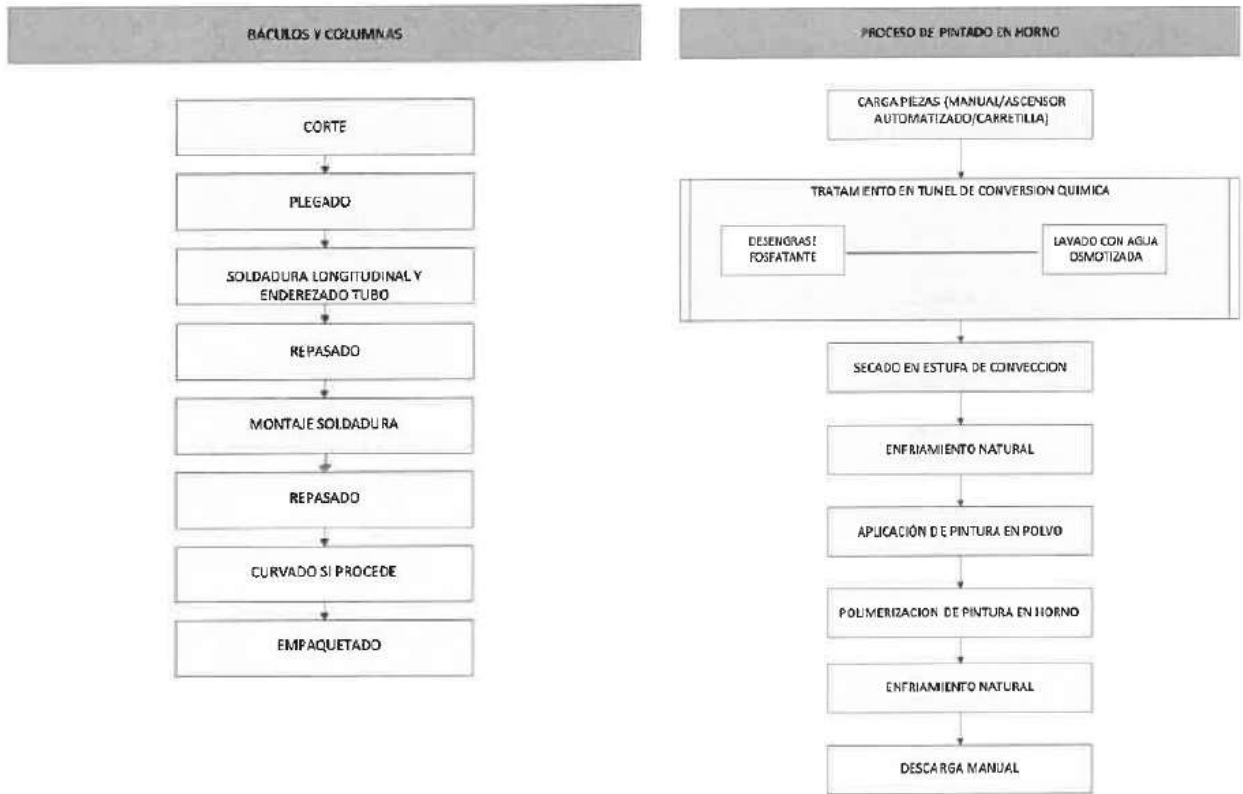 BÁCULOS Y COLUMNAS
CORTE
PLEGADO
SOLDADURA LONGITUDINAL Y
ENDEREZADO TUBO
REPASADO
MONTAJE SOLDADURA
REPASADO
CURVADO SI PROCEDE
EMPAQUETADO
PROCESO DE PINTADO EN HORNO
CARGA PIEZAS (MANUAL/ASCENSOR
AUTOMATIZADO/CARRETILLA)
TRATAMIENTO EN TUNEL DE CONVERSION QUIMICA
DESENGRASE
FOSFATANTE
LAVADO CON AGUA
OSMOTIZADA
SECADO EN ESTUFA DE CONVECCION
ENFRIAMIENTO NATURAL
APLICACIÓN DE PINTURA EN POLVO
POLIMERIZACION DE PINTURA EN HORNO
ENFRIAMIENTO NATURAL
DESCARGA MANUAL